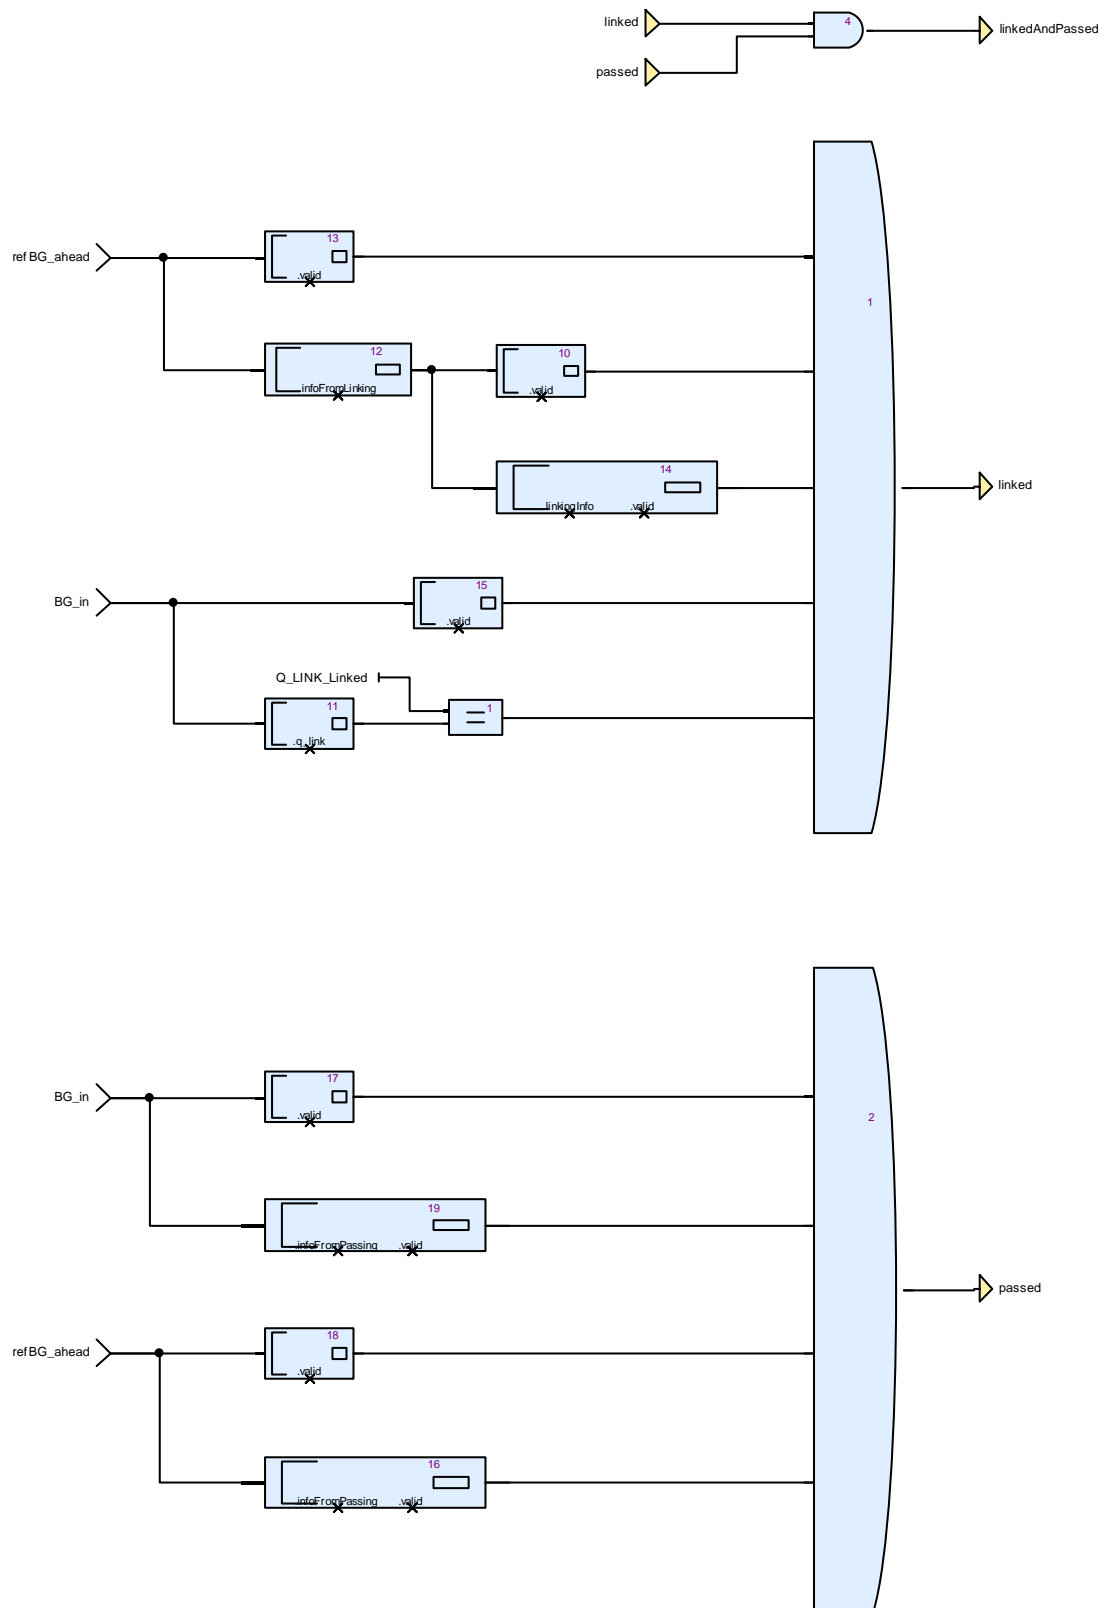 linked
4
linkedAndPassed
passed
refBG_ahead
13
.valid
1
12
.infoFromLinking
10
.valid
14
.linkingInfo .valid
linked
BG_in
15
.valid
Q_LINK_Linked
11
.q_link
1
BG_in
17
.valid
2
19
.infoFromPassing .valid
passed
refBG_ahead
18
.valid
16
.infoFromPassing .valid